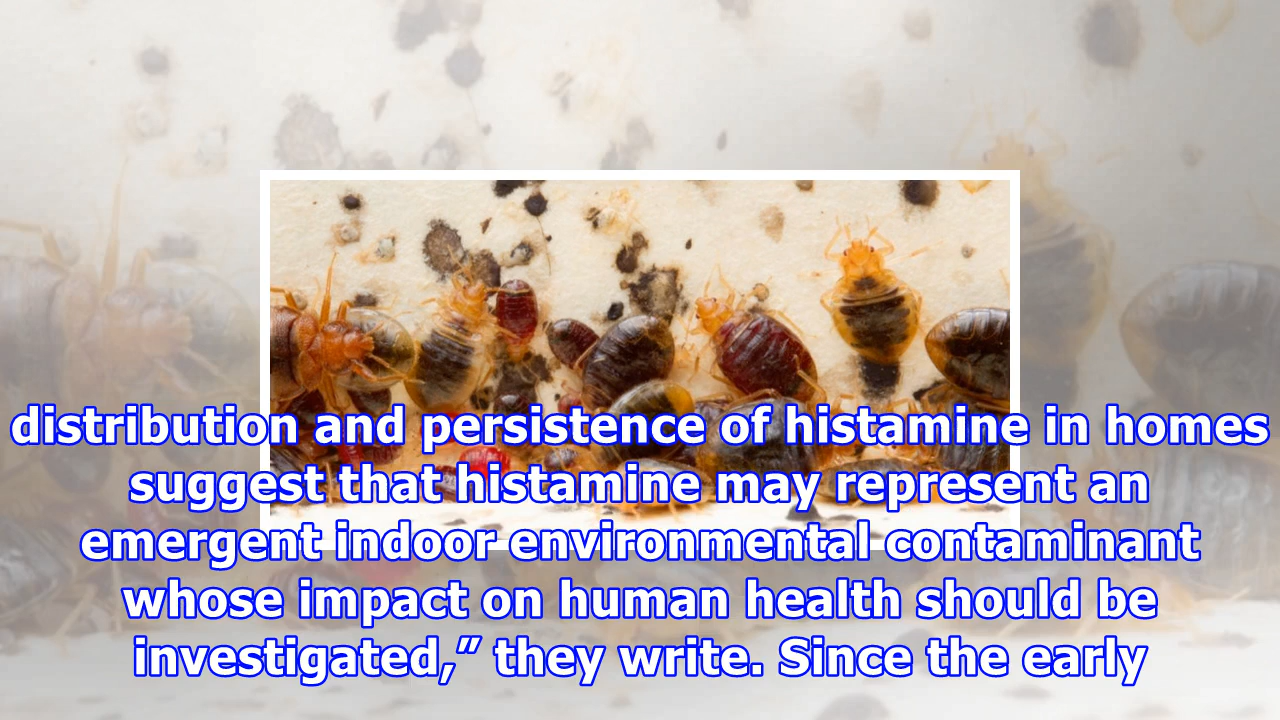 distribution and persistence of histamine in homes
suggest that histamine may represent an
emergent indoor environmental contaminant
whose impact on human health should be
investigated,” they write. Since the early